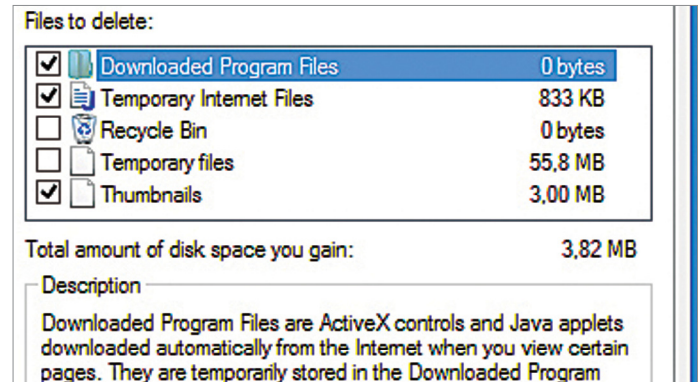 Files to delete:
Downloaded Program Files 0 bytes
Temporary Internet Files 833 KB
Recycle Bin 0 bytes
Temporary files 55,8 MB
Thumbnails 3,00 MB
Total amount of disk space you gain: 3,82 MB
Description
Downloaded Program Files are ActiveX controls and Java applets
downloaded automatically from the Internet when you view certain
pages. They are temporarily stored in the Downloaded Program